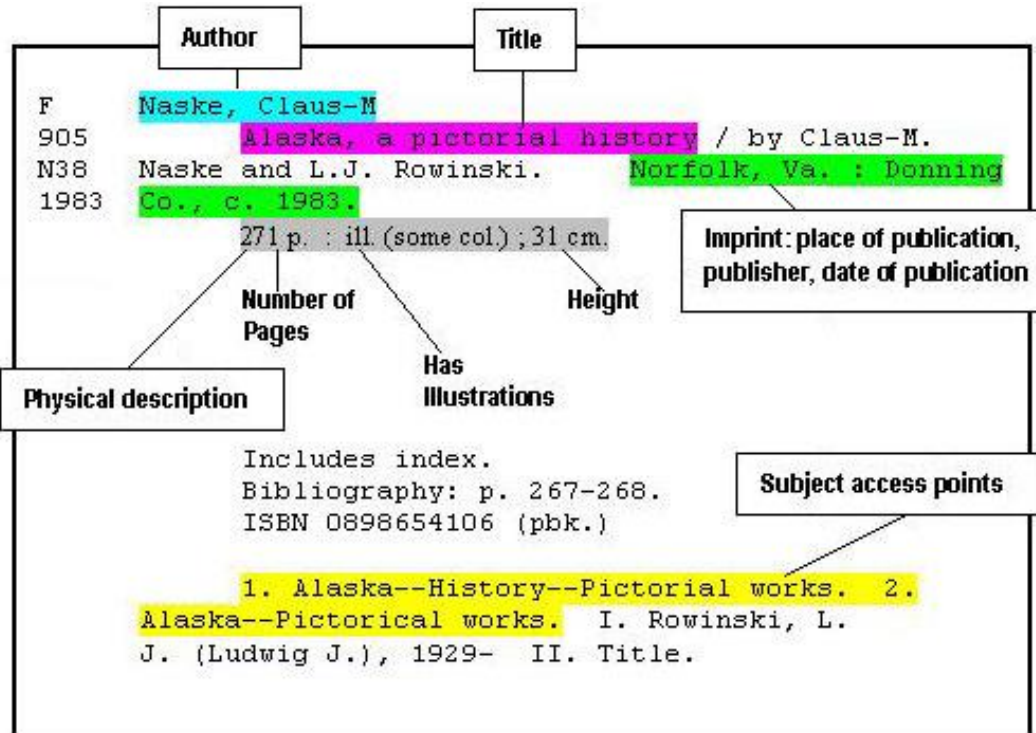 Author
Title
F Naske, Claus-M
905 Alaska, a pictorial history / by Claus-M.
N38 Naske and L.J. Rowinski. Norfolk, Va. : Donning
1983 Co., c. 1983.
271 p. : ill. (some col.) ; 31 cm.
Imprint: place of publication,
publisher, date of publication
Number of
Pages
Height
Has
Illustrations
Physical description
Includes index.
Bibliography: p. 267-268.
ISBN 0898654106 (pbk.)
Subject access points
1. Alaska--History--Pictorial works. 2.
Alaska--Pictorical works. I. Rowinski, L.
J. (Ludwig J.), 1929- II. Title.